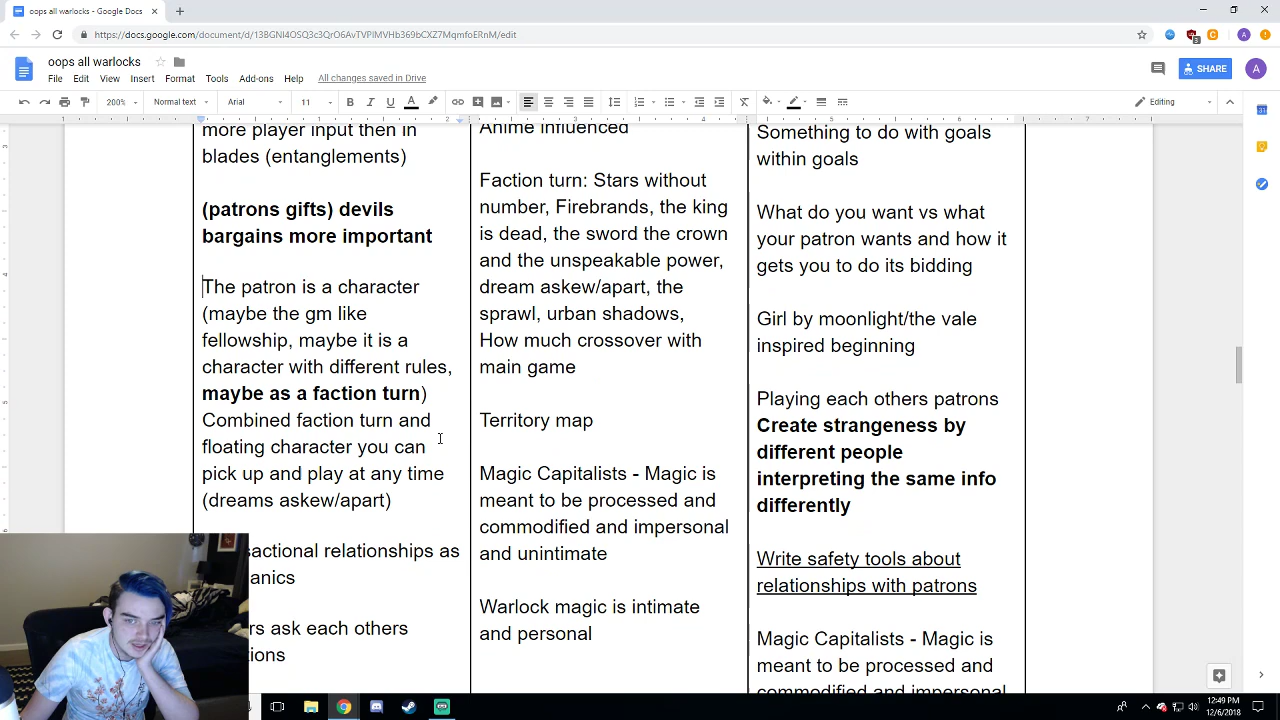 oops all warlocks - Google Docs
https://docs.google.com/document/d/13BGNI4OSQ3c3QrO6AvTVPlMVHb369bCXZ7MqmfoERnM/edit
oops all warlocks
File Edit View Insert Format Tools Add-ons Help All changes saved in Drive
SHARE
A
200% Normal text Arial 11 Editing
more player input then in
blades (entanglements)
(patrons gifts) devils
bargains more important
The patron is a character
(maybe the gm like
fellowship, maybe it is a
character with different rules,
maybe as a faction turn)
Combined faction turn and
floating character you can
pick up and play at any time
(dreams askew/apart)
sactional relationships as
anics
rs ask each others
tions
Anime influenced
Faction turn: Stars without
number, Firebrands, the king
is dead, the sword the crown
and the unspeakable power,
dream askew/apart, the
sprawl, urban shadows,
How much crossover with
main game
Territory map
Magic Capitalists - Magic is
meant to be processed and
commodified and impersonal
and unintimate
Warlock magic is intimate
and personal
Something to do with goals
within goals
What do you want vs what
your patron wants and how it
gets you to do its bidding
Girl by moonlight/the vale
inspired beginning
Playing each others patrons
Create strangeness by
different people
interpreting the same info
differently
Write safety tools about
relationships with patrons
Magic Capitalists - Magic is
meant to be processed and
commodified and impersonal
12:49 PM
12/6/2018